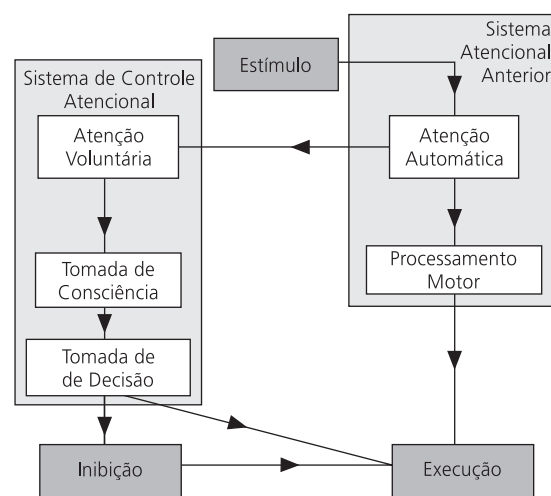 Sistema
Atencional
Anterior
Estímulo
Sistema de Controle
Atencional
Atenção
Voluntária
Atenção
Automática
Tomada de
Consciência
Processamento
Motor
Tomada de
de Decisão
Inibição
Execução